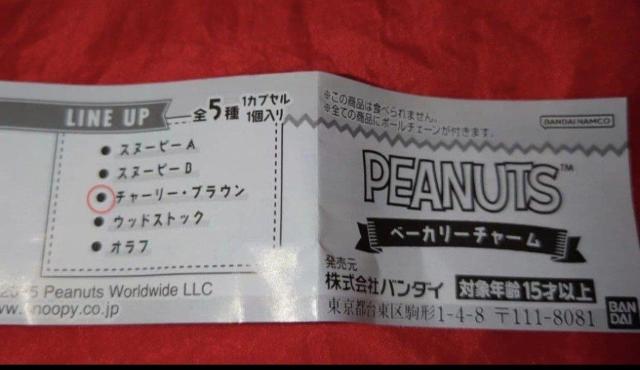 LINE UP
全5種 1カプセル
1個入り
スヌーピーA
スヌーピーB
チャーリー・ブラウン
ウッドストック
オラフ
Peanuts Worldwide LLC
noopy.co.jp
※この商品は食べられません。
※全ての商品にボールチェーンが付きます。
BANDAI NAMCO
PEANUTS™
ベーカリーチャーム
発売元
株式会社バンダイ 対象年齢15才以上
東京都台東区駒形1-4-8 〒111-8081
BAN
DAI